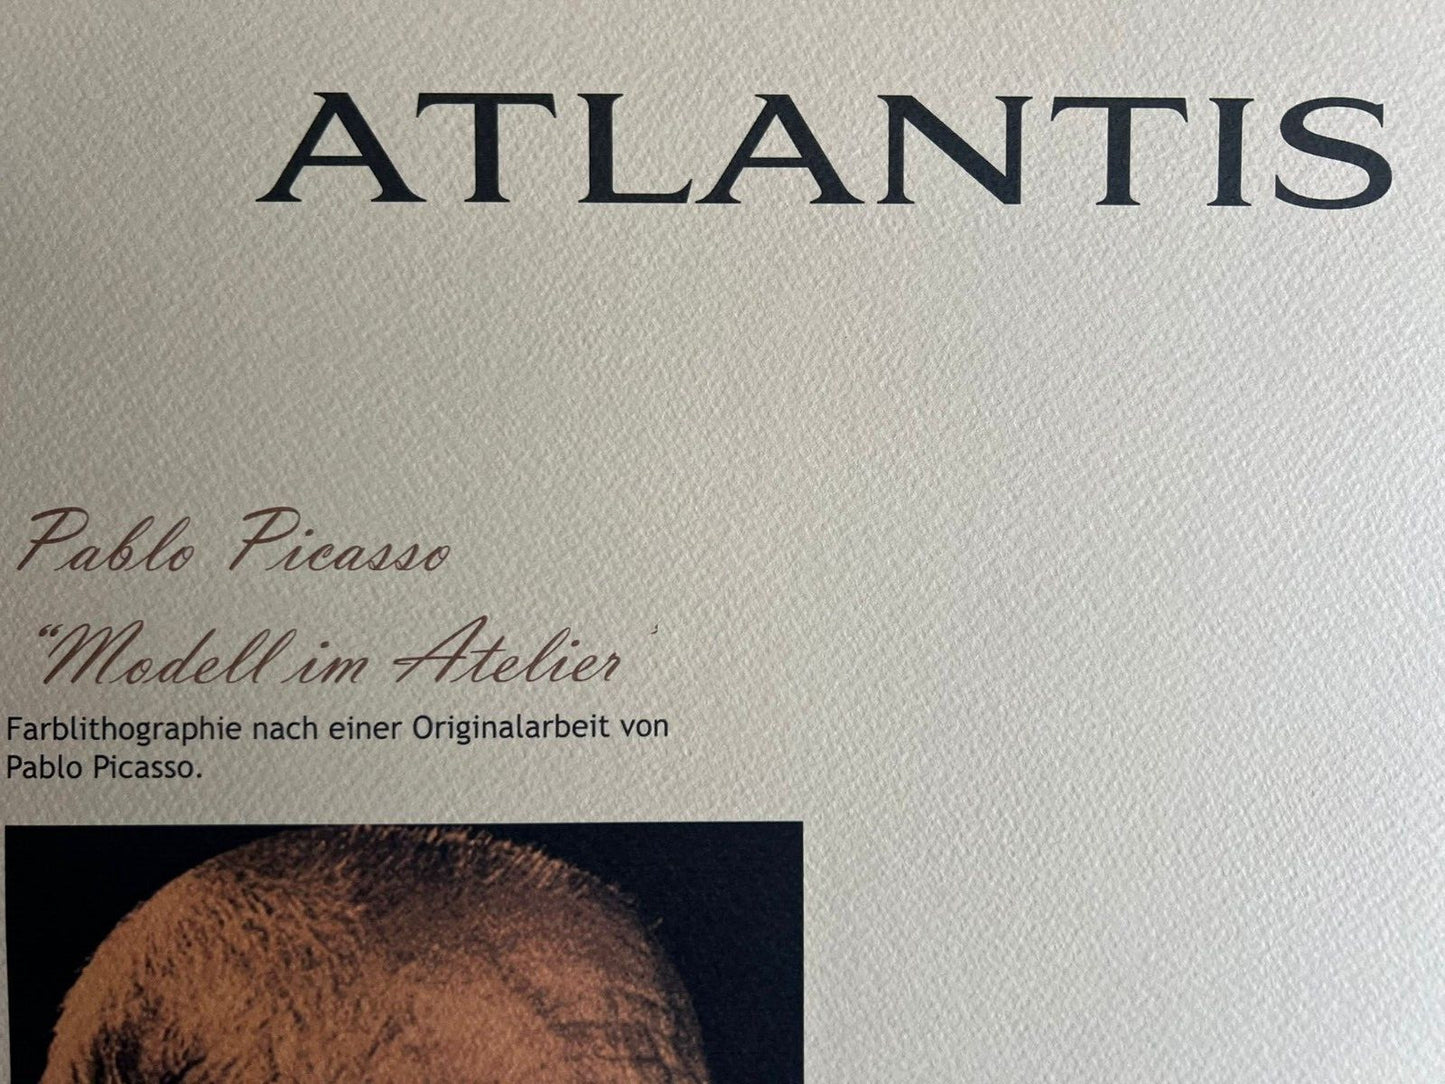 ATLANTIS
Pablo Picasso
“Modell im Atelier ’
Farblithographie nach einer Originalarbeit von
Pablo Picasso.